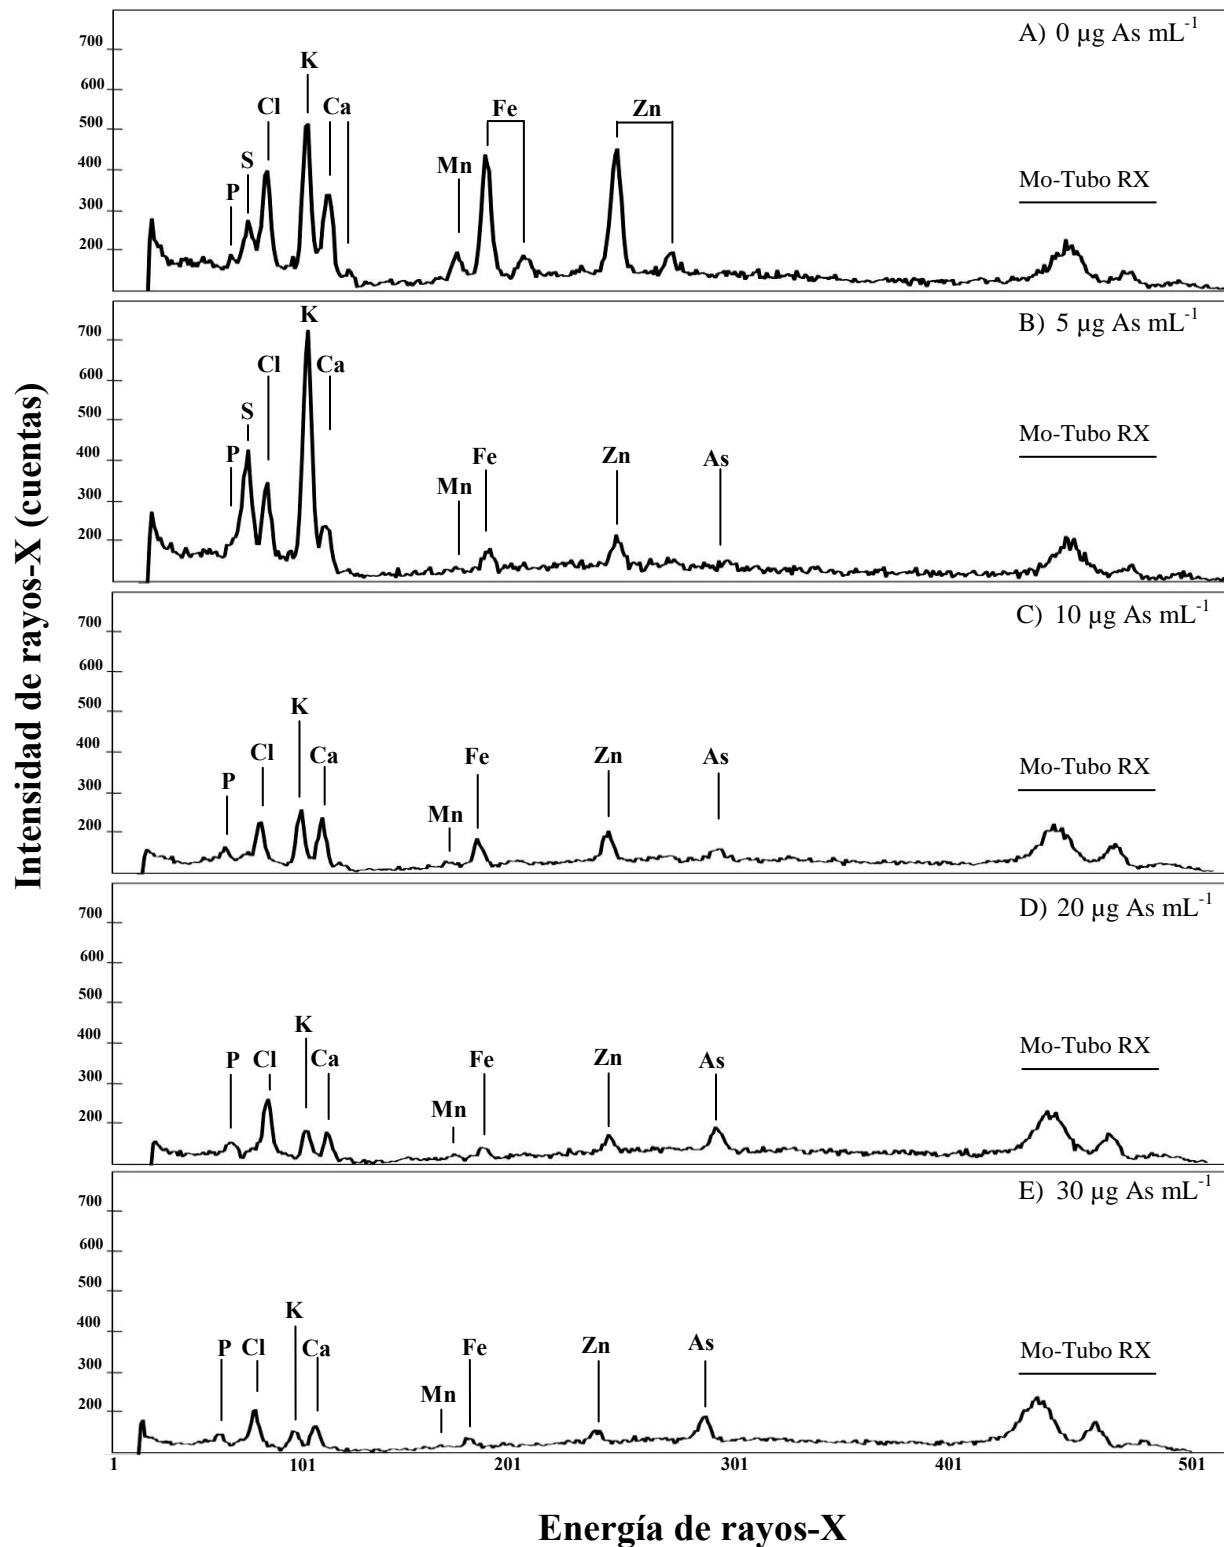 Intensidad de rayos-X (cuentas)
A) 0 µg As mL⁻¹
700
600
500
400
300
200
P
S
Cl
K
Ca
Mn
Fe
Zn
Mo-Tubo RX
B) 5 µg As mL⁻¹
700
600
500
400
300
200
P
S
Cl
K
Ca
Mn
Fe
Zn
As
Mo-Tubo RX
C) 10 µg As mL⁻¹
700
600
500
400
300
200
P
Cl
K
Ca
Mn
Fe
Zn
As
Mo-Tubo RX
D) 20 µg As mL⁻¹
700
600
500
400
300
200
P
Cl
K
Ca
Mn
Fe
Zn
As
Mo-Tubo RX
E) 30 µg As mL⁻¹
700
600
500
400
300
200
P
Cl
K
Ca
Mn
Fe
Zn
As
Mo-Tubo RX
1 101 201 301 401 501
Energía de rayos-X